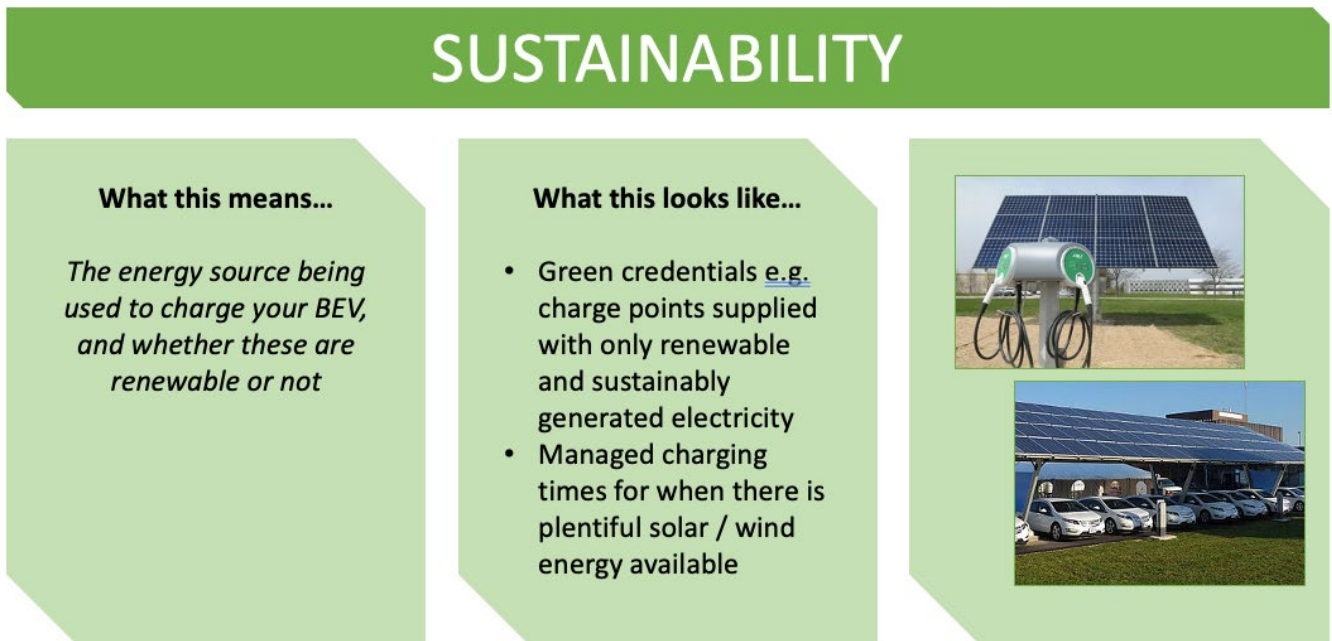 SUSTAINABILITY
What this means...
The energy source being
used to charge your BEV,
and whether these are
renewable or not
What this looks like...
• Green credentials e.g.
charge points supplied
with only renewable
and sustainably
generated electricity
• Managed charging
times for when there is
plentiful solar / wind
energy available